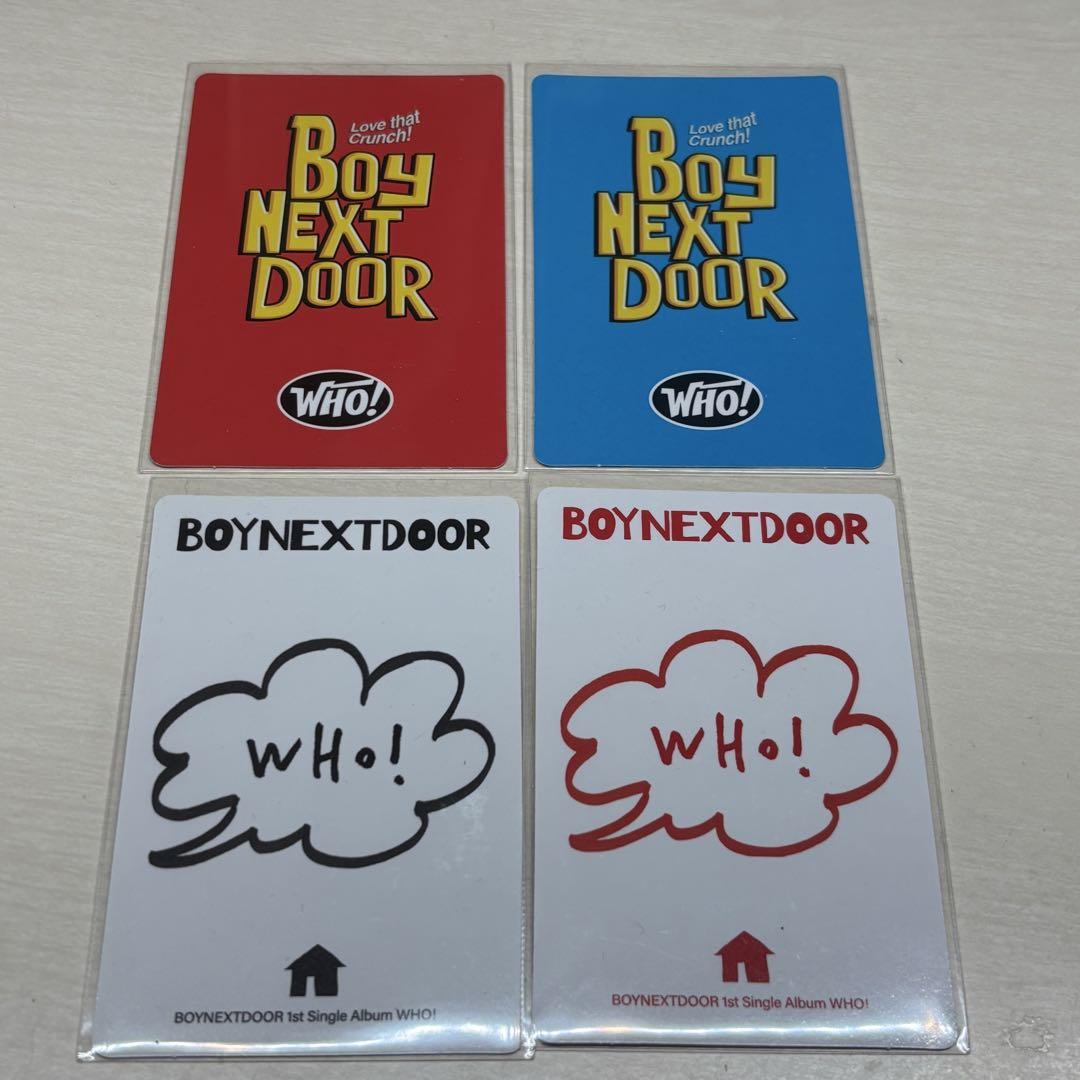 Love that
Crunch!
BOY
NEXT
DOOR
WHO!
Love that
Crunch!
BOY
NEXT
DOOR
WHO!
BOYNEXTDOOR
WHo!
BOYNEXTDOOR 1st Single Album WHO!
BOYNEXTDOOR
WHo!
BOYNEXTDOOR 1st Single Album WHO!